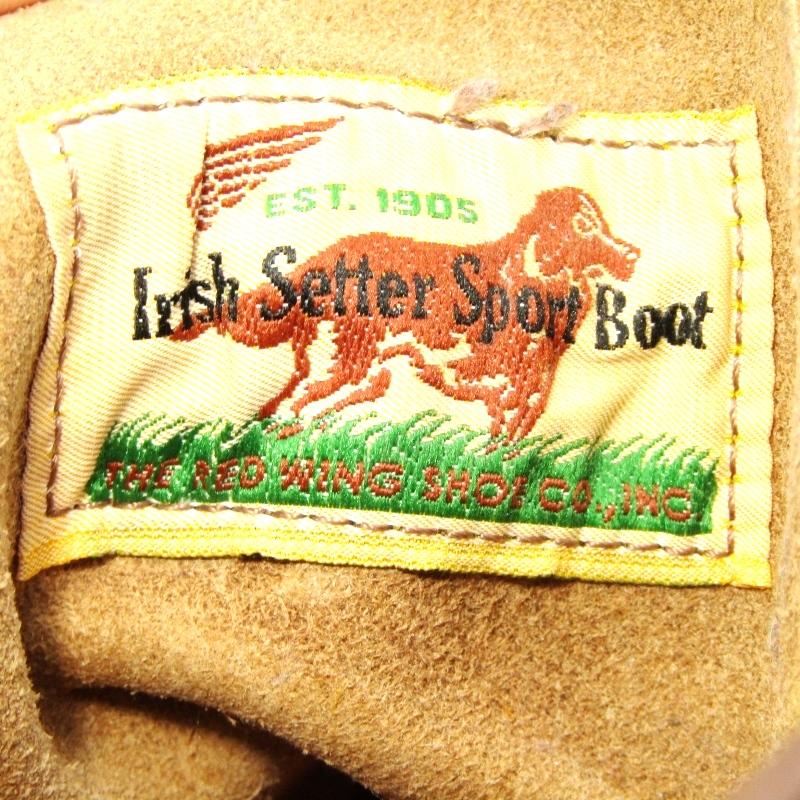 EST. 1905
Irish Setter Sport Boot
THE RED WING SHOE CO., INC.